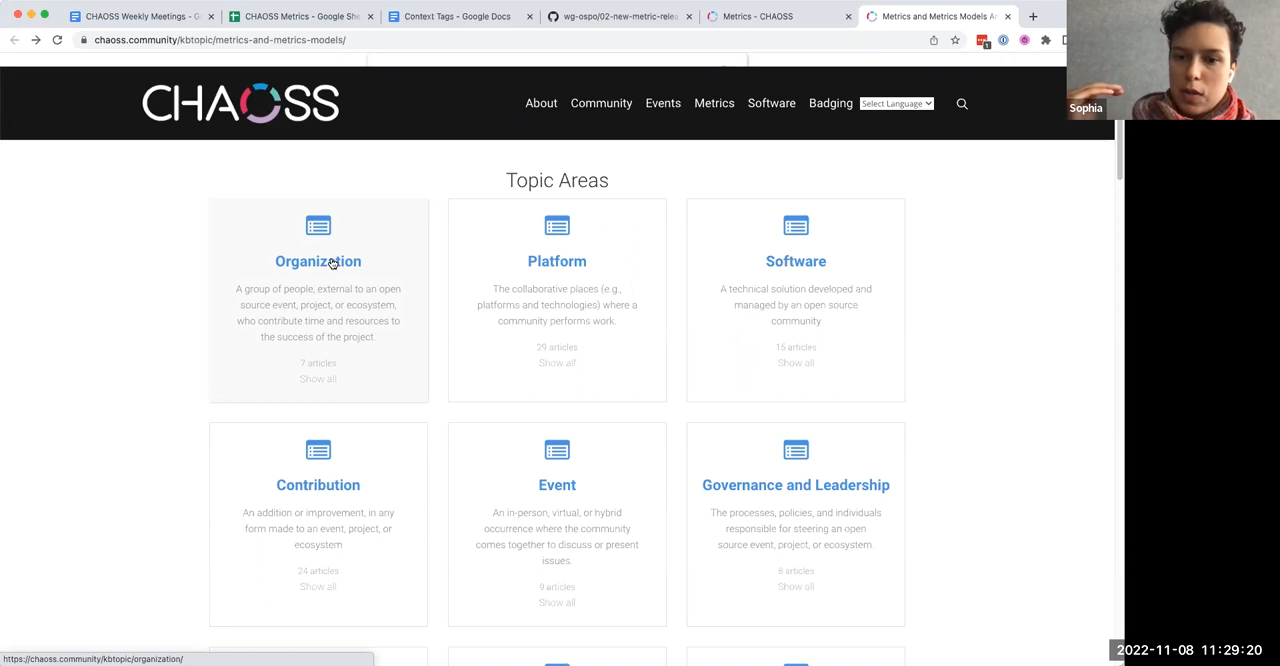 CHAOSS Weekly Meetings - G
CHAOSS Metrics - Google She
Context Tags - Google Docs
wg-ospo/02-new-metric-relea
Metrics - CHAOSS
Metrics and Metrics Models Ar
chaoss.community/kbtopic/metrics-and-metrics-models/
Sophia
CHAOSS
About Community Events Metrics Software Badging Select Language
Topic Areas
Organization
A group of people, external to an open
source event, project, or ecosystem,
who contribute time and resources to
the success of the project.
7 articles
Show all
Platform
The collaborative places (e.g.,
platforms and technologies) where a
community performs work.
29 articles
Show all
Software
A technical solution developed and
managed by an open source
community
15 articles
Show all
Contribution
An addition or improvement, in any
form made to an event, project, or
ecosystem
24 articles
Show all
Event
An in-person, virtual, or hybrid
occurrence where the community
comes together to discuss or present
issues.
9 articles
Show all
Governance and Leadership
The processes, policies, and individuals
responsible for steering an open
source event, project, or ecosystem.
8 articles
Show all
https://chaoss.community/kbtopic/organization/
2022-11-08 11:29:20